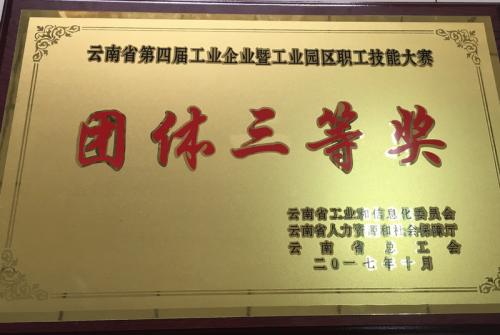 云南省第四届工业企业暨工业园区职工技能大赛
团体三等奖
云南省工业和信息化委员会
云南省人力资源和社会保障厅
云南省总工会
二〇一七年十月